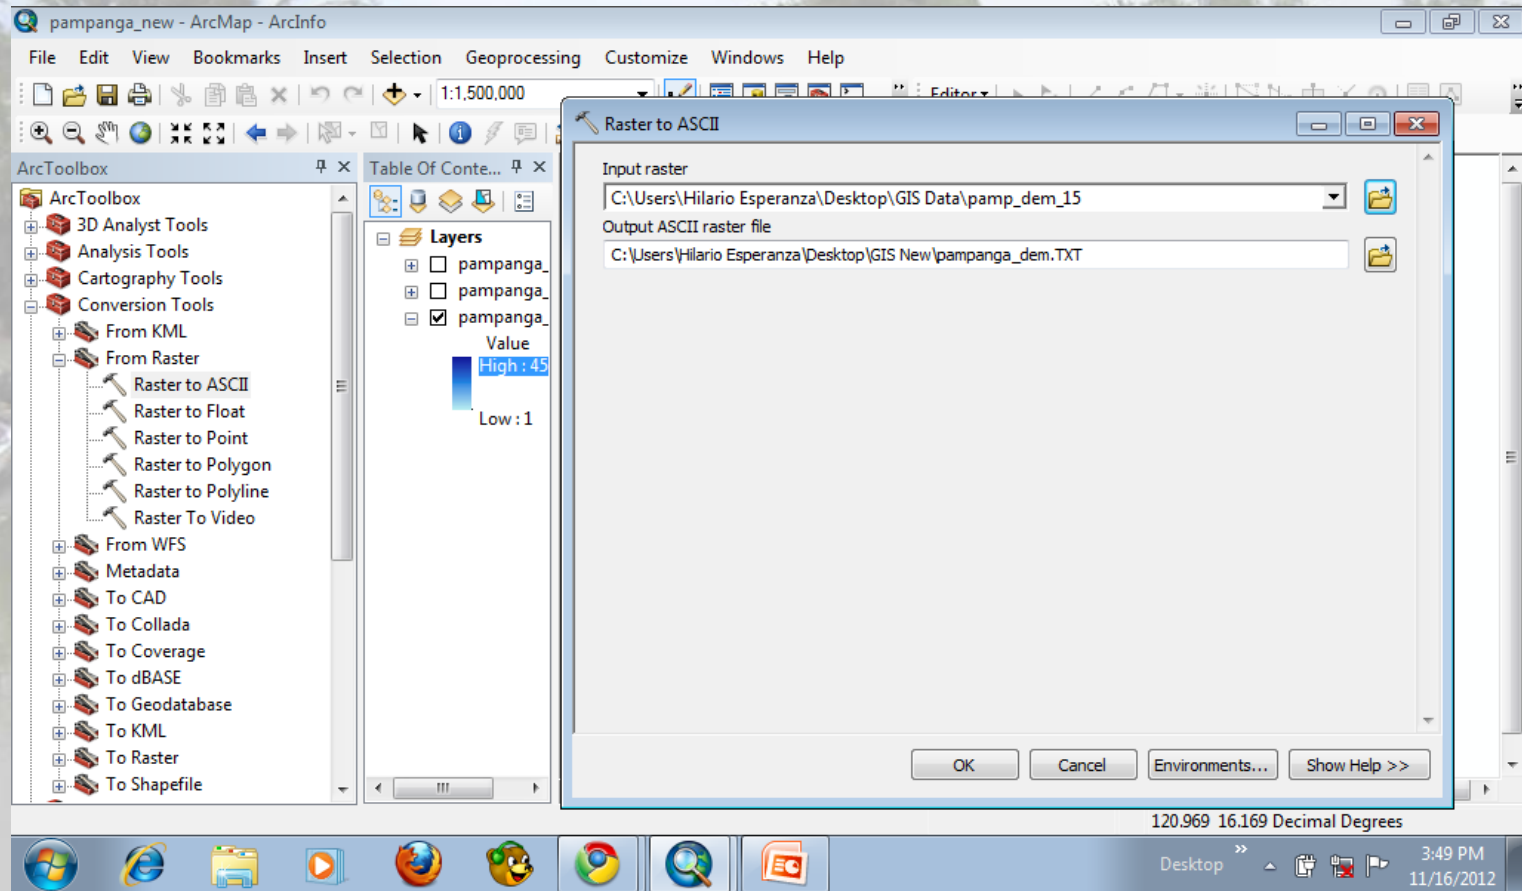 pampanga_new - ArcMap - ArcInfo
File Edit View Bookmarks Insert Selection Geoprocessing Customize Windows Help
1:1,500,000
Editor
ArcToolbox
ArcToolbox
3D Analyst Tools
Analysis Tools
Cartography Tools
Conversion Tools
From KML
From Raster
Raster to ASCII
Raster to Float
Raster to Point
Raster to Polygon
Raster to Polyline
Raster To Video
From WFS
Metadata
To CAD
To Collada
To Coverage
To dBASE
To Geodatabase
To KML
To Raster
To Shapefile
Table Of Conte...
Layers
pampanga_
pampanga_
pampanga_
Value
High : 45
Low : 1
Raster to ASCII
Input raster
C:\Users\Hilario Esperanza\Desktop\GIS Data\pamp_dem_15
Output ASCII raster file
C:\Users\Hilario Esperanza\Desktop\GIS New\pampanga_dem.TXT
OK Cancel Environments... Show Help >>
120.969 16.169 Decimal Degrees
Desktop
3:49 PM
11/16/2012